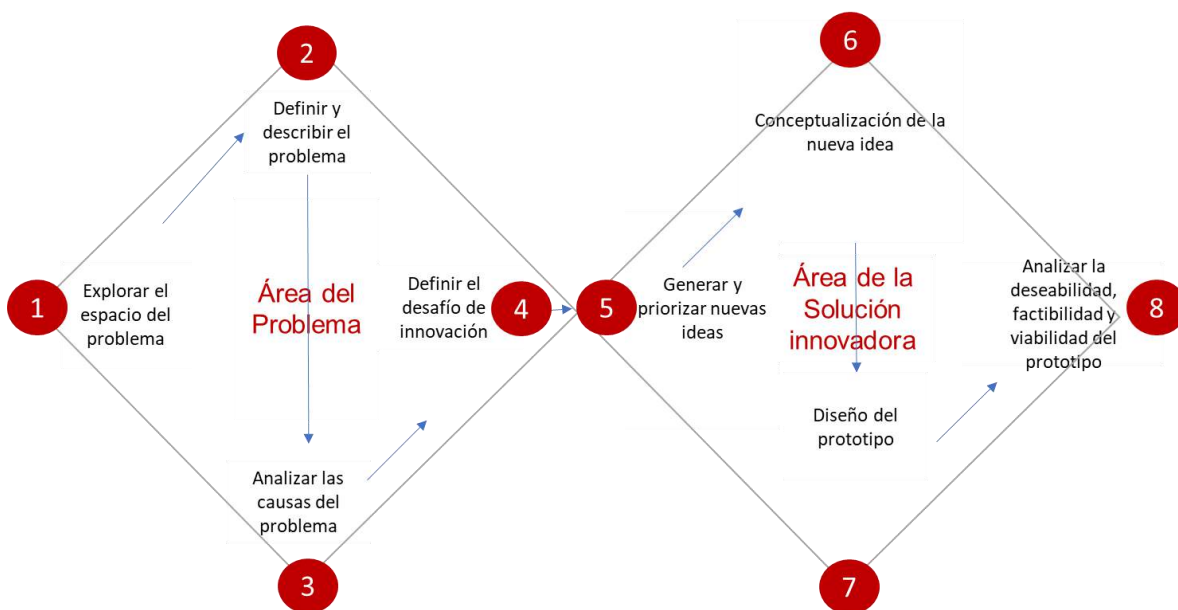 1
Explorar el
espacio del
problema
2
Definir y
describir el
problema
Área del
Problema
Analizar las
causas del
problema
3
Definir el
desafío de
innovación
4
5
Generar y
priorizar nuevas
ideas
6
Conceptualización de la
nueva idea
Área de la
Solución
innovadora
Diseño del
prototipo
7
Analizar la
deseabilidad,
factibilidad y
viabilidad del
prototipo
8